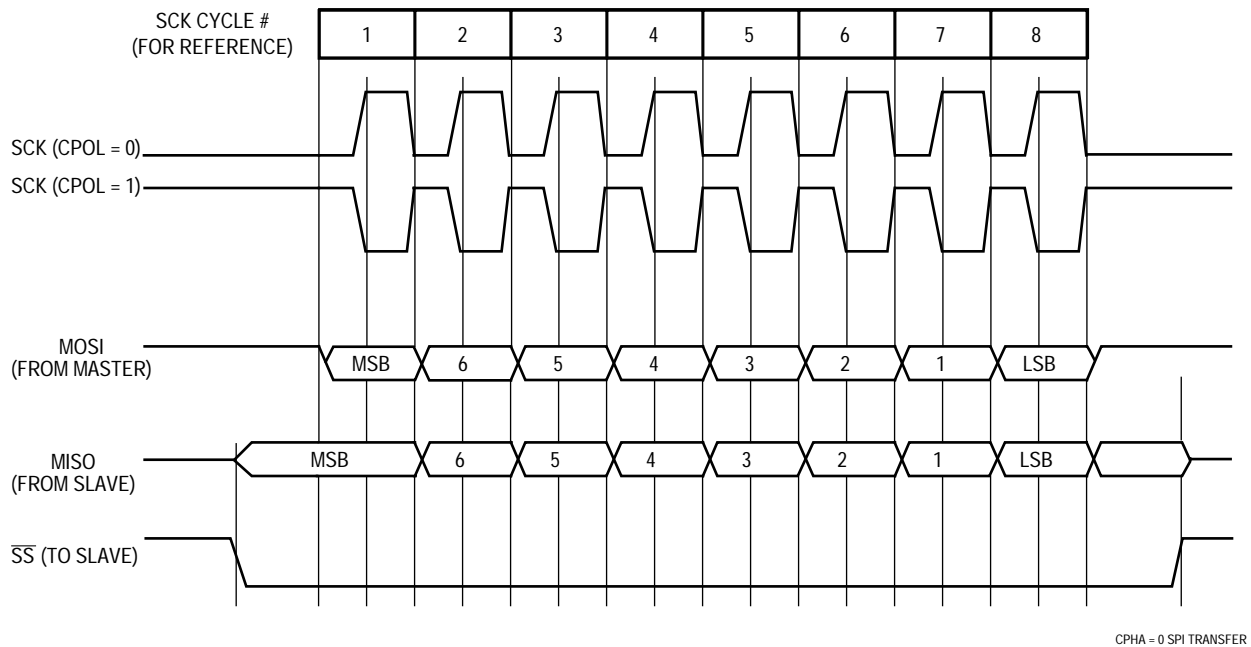 SCK CYCLE #
(FOR REFERENCE)
1 2 3 4 5 6 7 8
SCK (CPOL = 0)
SCK (CPOL = 1)
MOSI
(FROM MASTER)
MSB 6 5 4 3 2 1 LSB
MISO
(FROM SLAVE)
MSB 6 5 4 3 2 1 LSB
S̅S̅ (TO SLAVE)
CPHA = 0 SPI TRANSFER